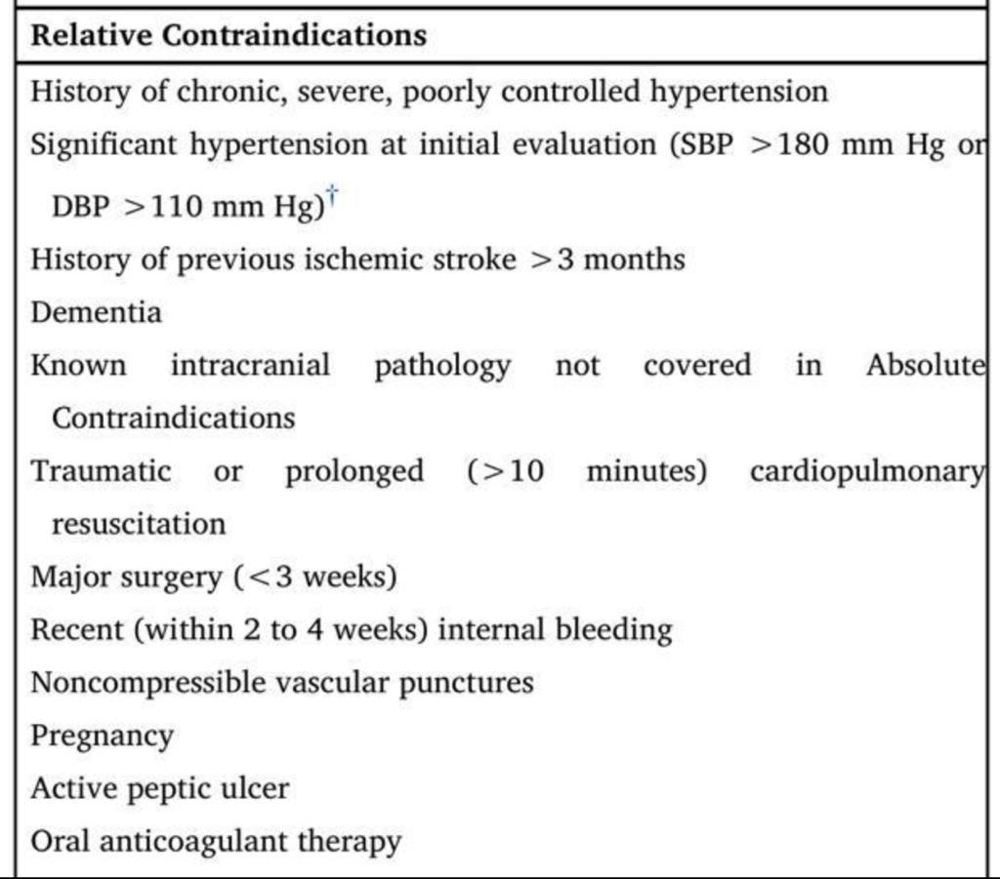 Relative Contraindications
History of chronic, severe, poorly controlled hypertension
Significant hypertension at initial evaluation (SBP >180 mm Hg or
DBP >110 mm Hg)†
History of previous ischemic stroke >3 months
Dementia
Known intracranial pathology not covered in Absolute
Contraindications
Traumatic or prolonged (>10 minutes) cardiopulmonary
resuscitation
Major surgery (<3 weeks)
Recent (within 2 to 4 weeks) internal bleeding
Noncompressible vascular punctures
Pregnancy
Active peptic ulcer
Oral anticoagulant therapy